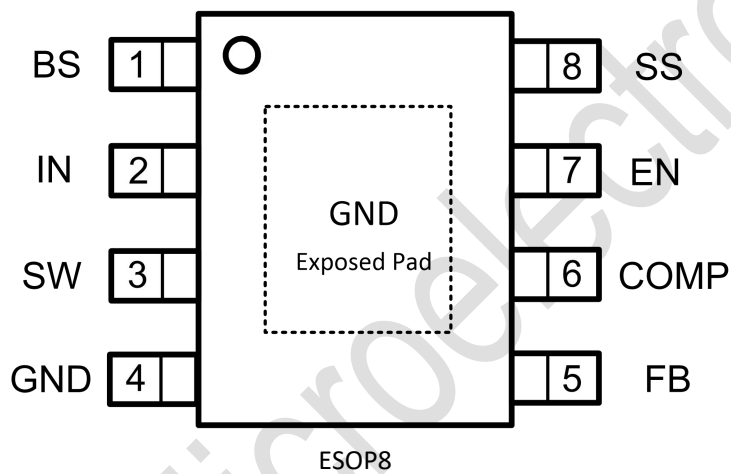 BS 1 8 SS
IN 2 7 EN
GND
Exposed Pad
SW 3 6 COMP
GND 4 5 FB
ESOP8